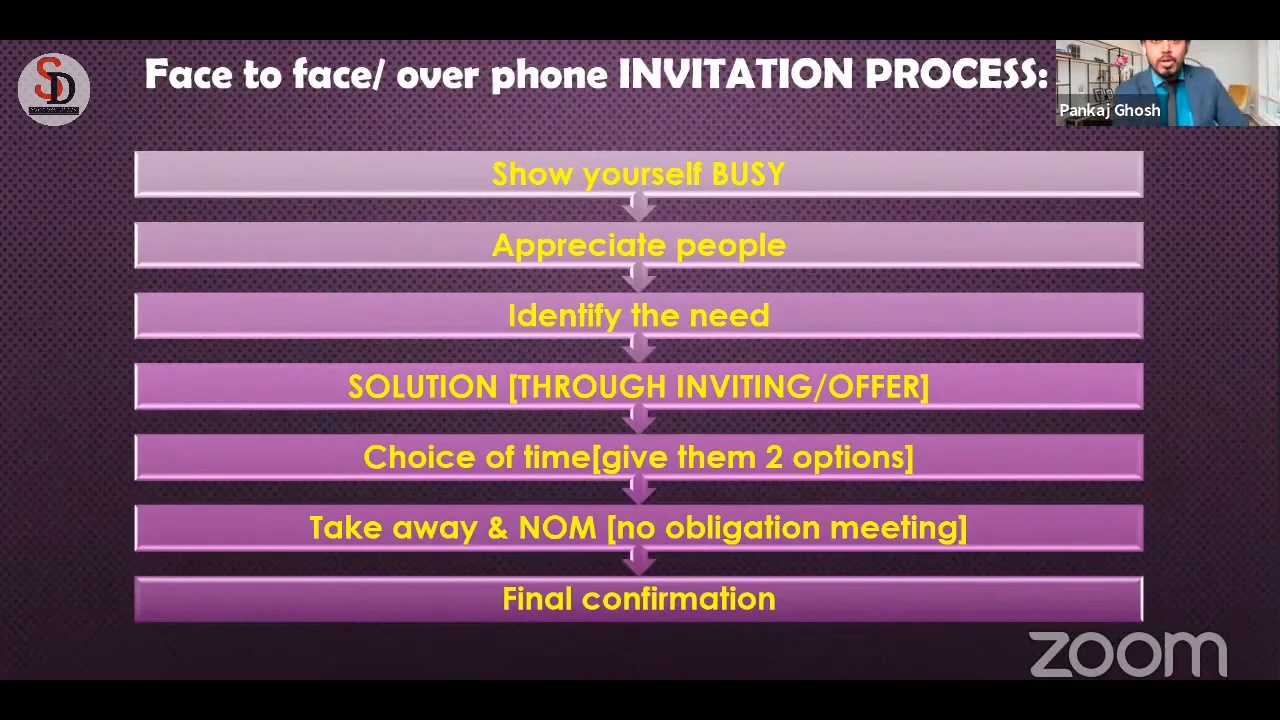 Face to face/ over phone INVITATION PROCESS:
SD
Pankaj Ghosh
Show yourself BUSY
Appreciate people
Identify the need
SOLUTION [THROUGH INVITING/OFFER]
Choice of time[give them 2 options]
Take away & NOM [no obligation meeting]
Final confirmation
zoom